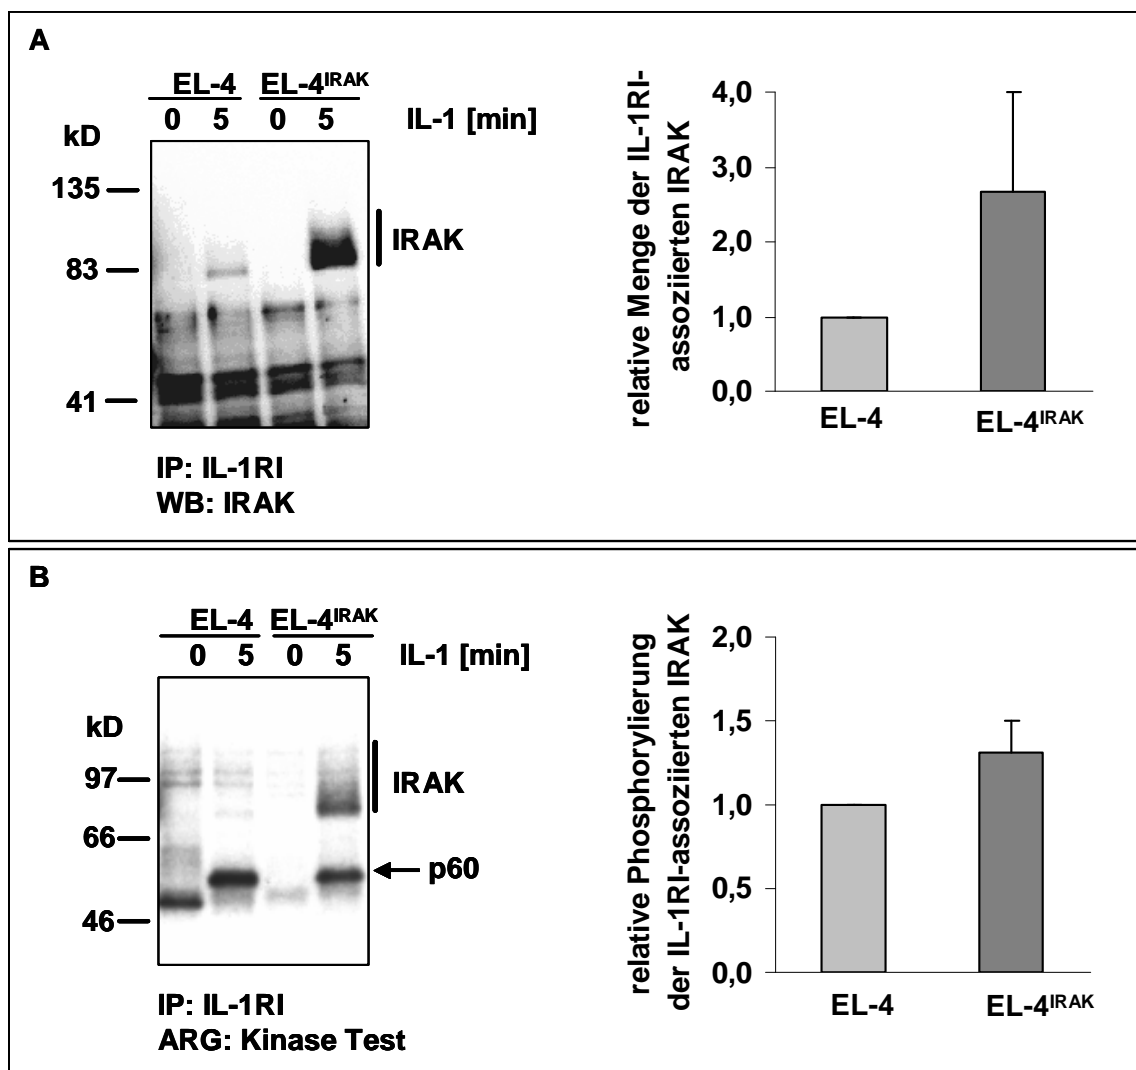 A
EL-4 EL-4IRAK
0 5 0 5 IL-1 [min]
kD
135
83
41
IRAK
IP: IL-1RI
WB: IRAK
relative Menge der IL-1RI-
assoziierten IRAK
4,0
3,0
2,0
1,0
0,0
EL-4 EL-4IRAK
B
EL-4 EL-4IRAK
0 5 0 5 IL-1 [min]
kD
97
66
46
IRAK
p60
IP: IL-1RI
ARG: Kinase Test
relative Phosphorylierung
der IL-1RI-assoziierten IRAK
2,0
1,5
1,0
0,5
0,0
EL-4 EL-4IRAK